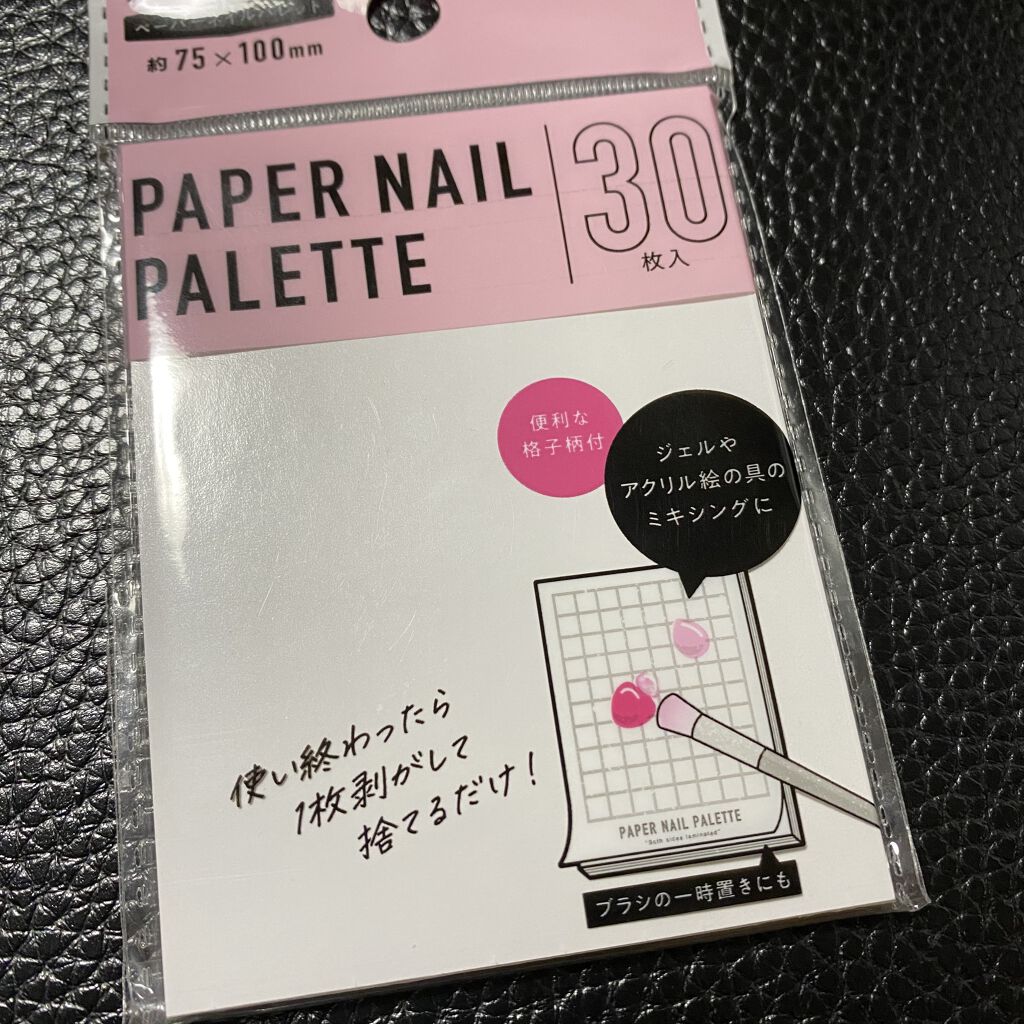 約75×100mm
PAPER NAIL
PALETTE
30
枚入
便利な
格子柄付
ジェルや
アクリル絵の具の
ミキシングに
使い終わったら
1枚剥がして
捨てるだけ!
PAPER NAIL PALETTE
"Both sides laminated"
ブラシの一時置きにも